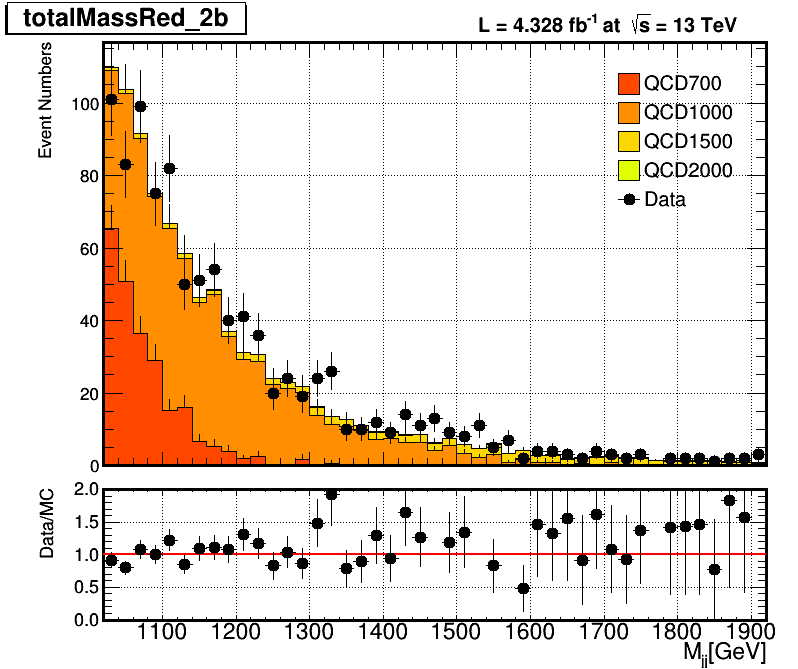 totalMassRed_2b
L = 4.328 fb-1 at √s = 13 TeV
Event Numbers
100
80
60
40
20
0
QCD700
QCD1000
QCD1500
QCD2000
Data
Data/MC
2.0
1.5
1.0
0.5
0.0
1100 1200 1300 1400 1500 1600 1700 1800 1900
Mjj[GeV]